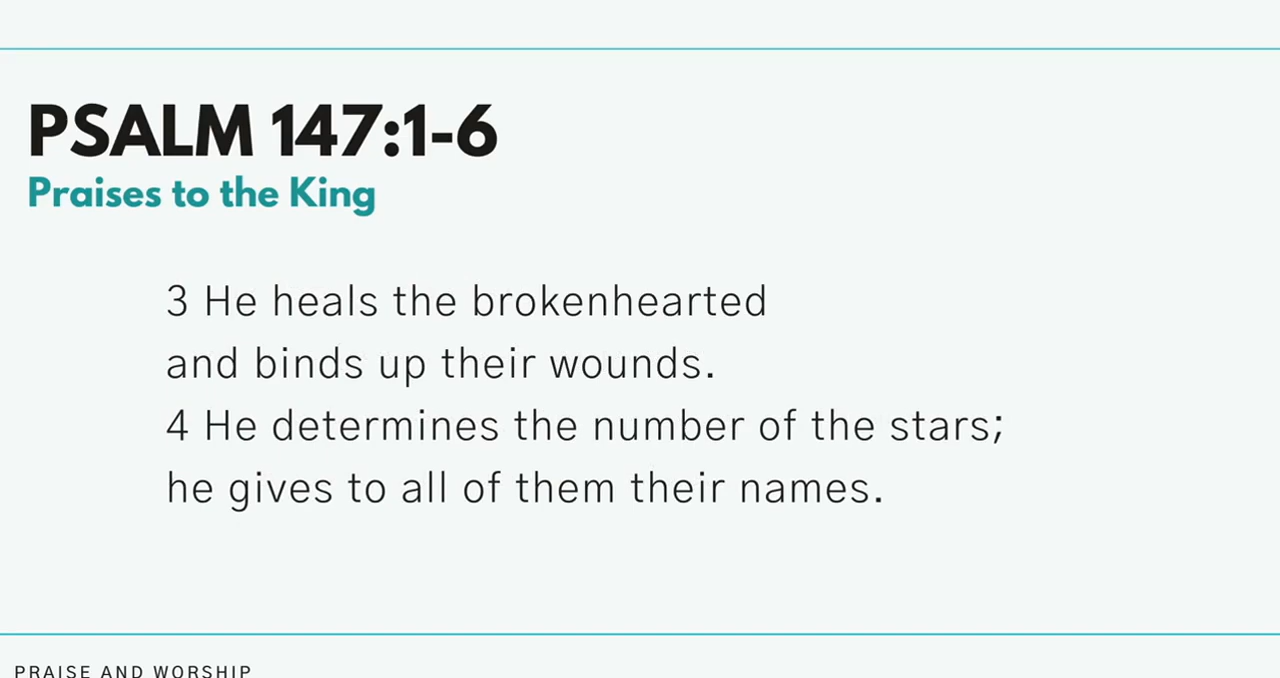 PSALM 147:1-6
Praises to the King
3 He heals the brokenhearted
and binds up their wounds.
4 He determines the number of the stars;
he gives to all of them their names.
PRAISE AND WORSHIP